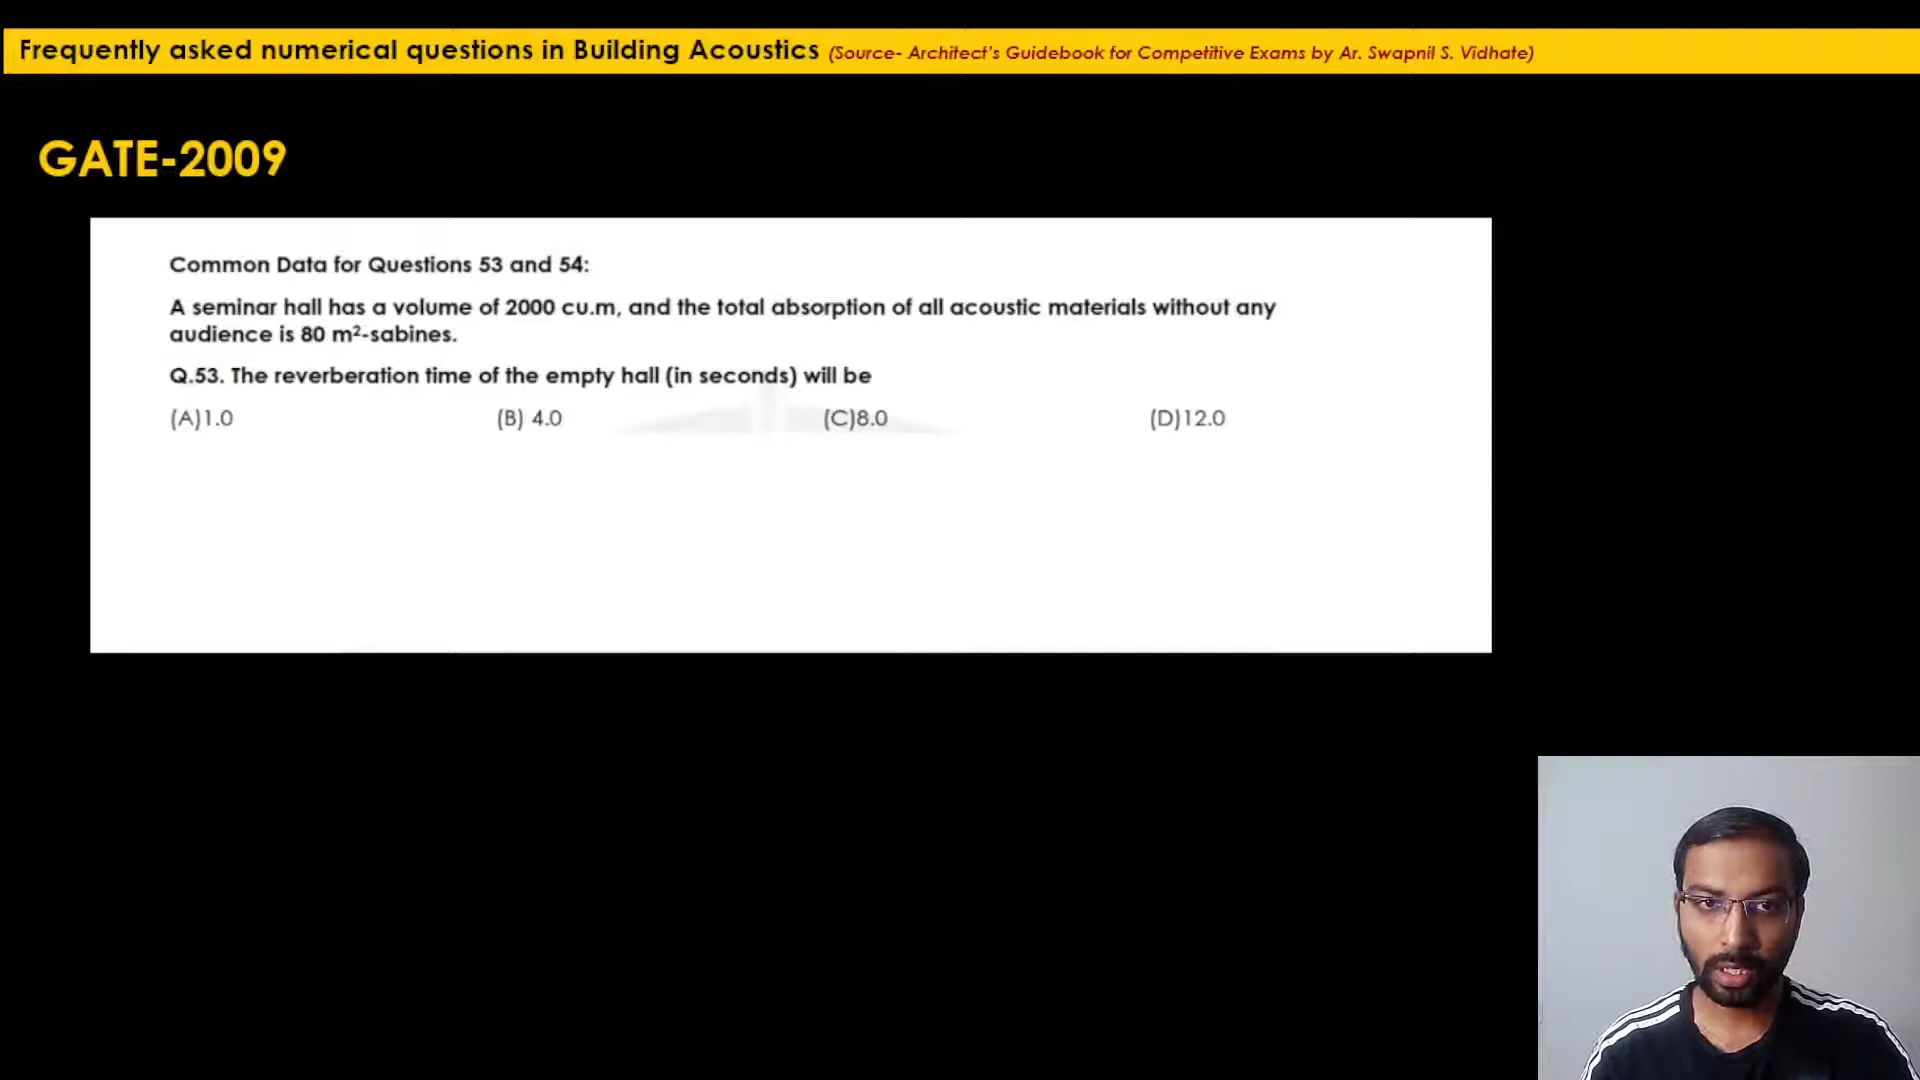 Frequently asked numerical questions in Building Acoustics (Source- Architect's Guidebook for Competitive Exams by Ar. Swapnil S. Vidhate)
GATE-2009
Common Data for Questions 53 and 54:
A seminar hall has a volume of 2000 cu.m, and the total absorption of all acoustic materials without any
audience is 80 m²-sabines.
Q.53. The reverberation time of the empty hall (in seconds) will be
(A)1.0 (B) 4.0 (C)8.0 (D)12.0